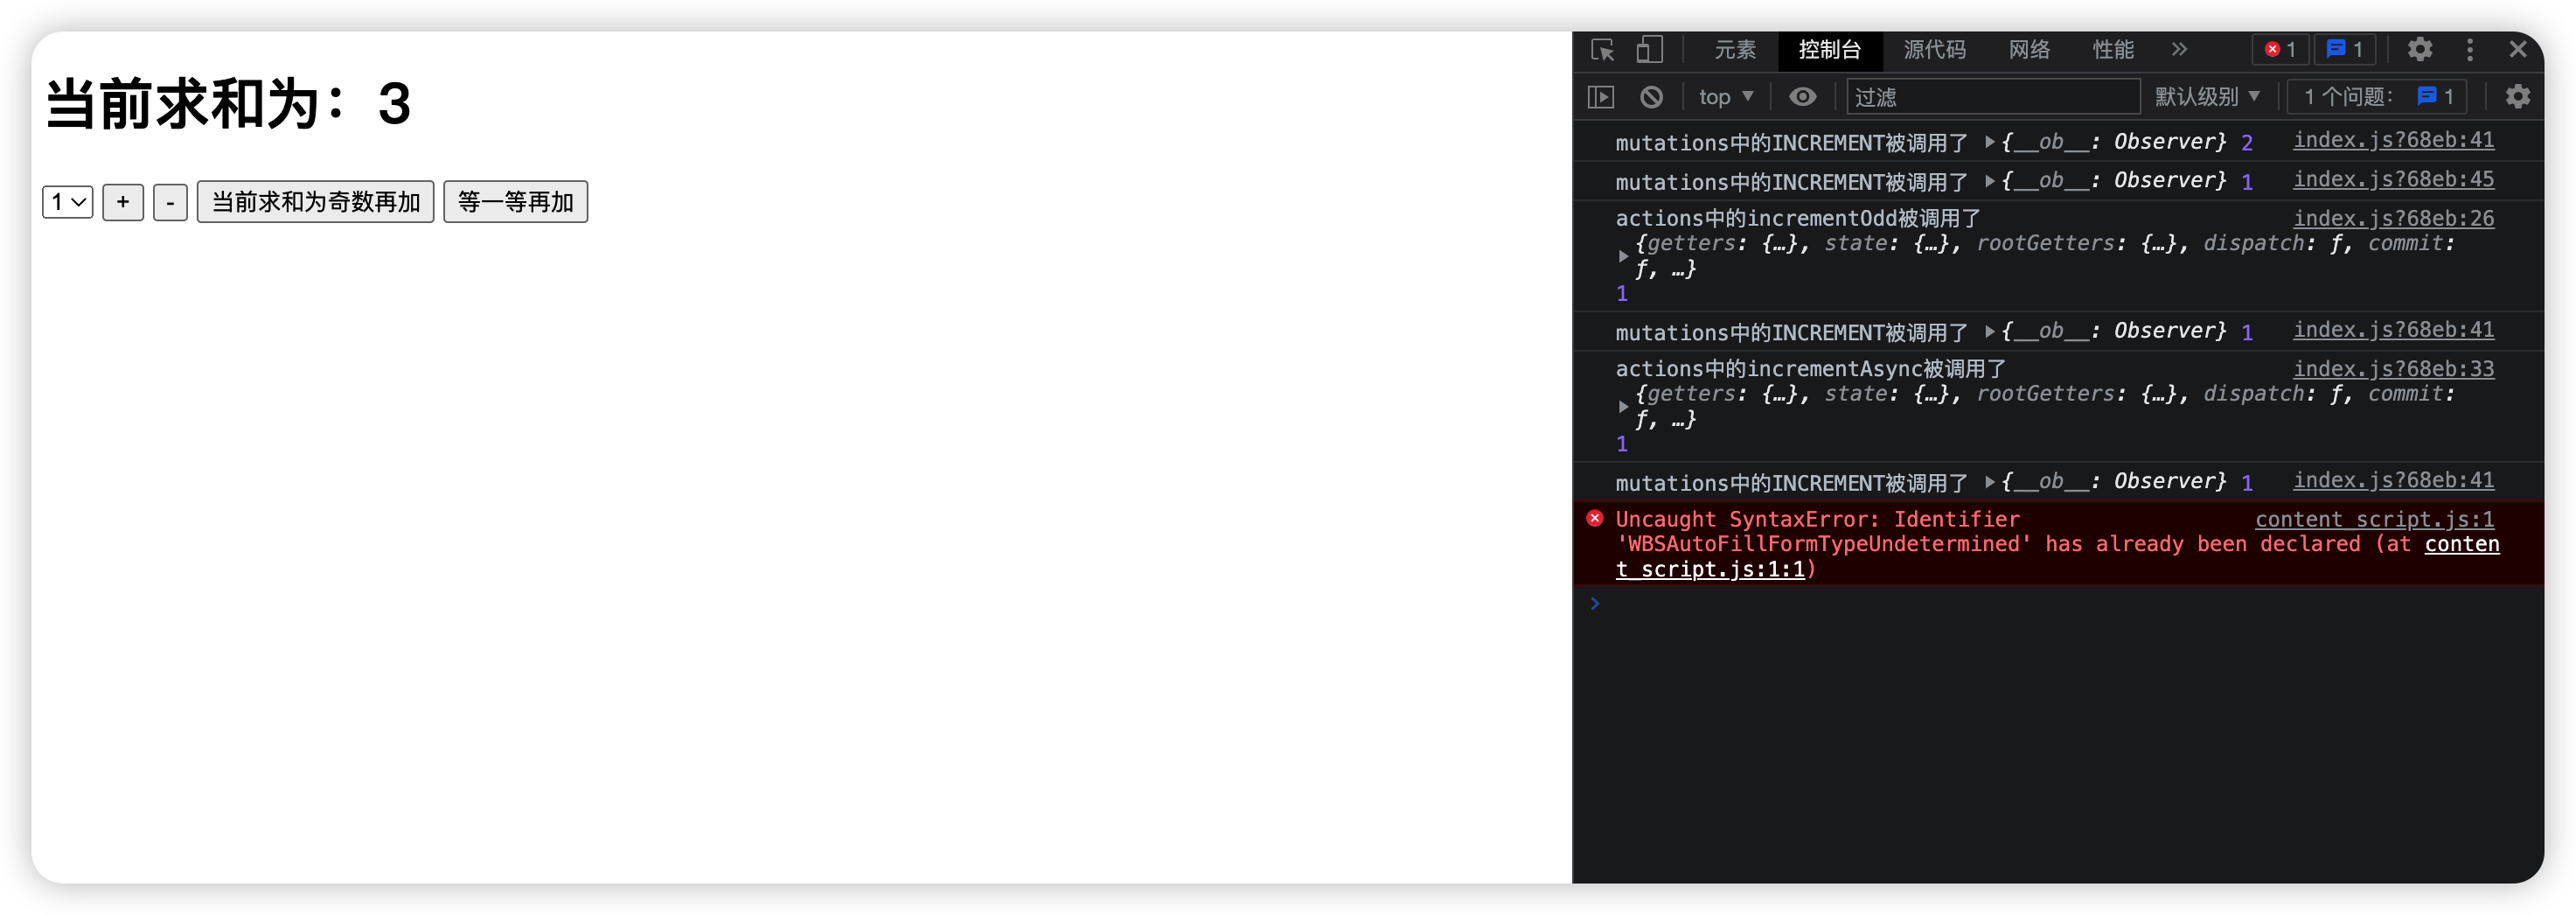 当前求和为：3
1 + - 当前求和为奇数再加 等一等再加
元素 控制台 源代码 网络 性能 1 1
top 过滤 默认级别 1 个问题： 1
mutations中的INCREMENT被调用了 {__ob__: Observer} 2 index.js?68eb:41
mutations中的INCREMENT被调用了 {__ob__: Observer} 1 index.js?68eb:45
actions中的incrementOdd被调用了 index.js?68eb:26
{getters: {…}, state: {…}, rootGetters: {…}, dispatch: ƒ, commit:
ƒ, …}
1
mutations中的INCREMENT被调用了 {__ob__: Observer} 1 index.js?68eb:41
actions中的incrementAsync被调用了 index.js?68eb:33
{getters: {…}, state: {…}, rootGetters: {…}, dispatch: ƒ, commit:
ƒ, …}
1
mutations中的INCREMENT被调用了 {__ob__: Observer} 1 index.js?68eb:41
Uncaught SyntaxError: Identifier content_script.js:1
'WBSAutoFillFormTypeUndetermined' has already been declared (at conten
t_script.js:1:1)